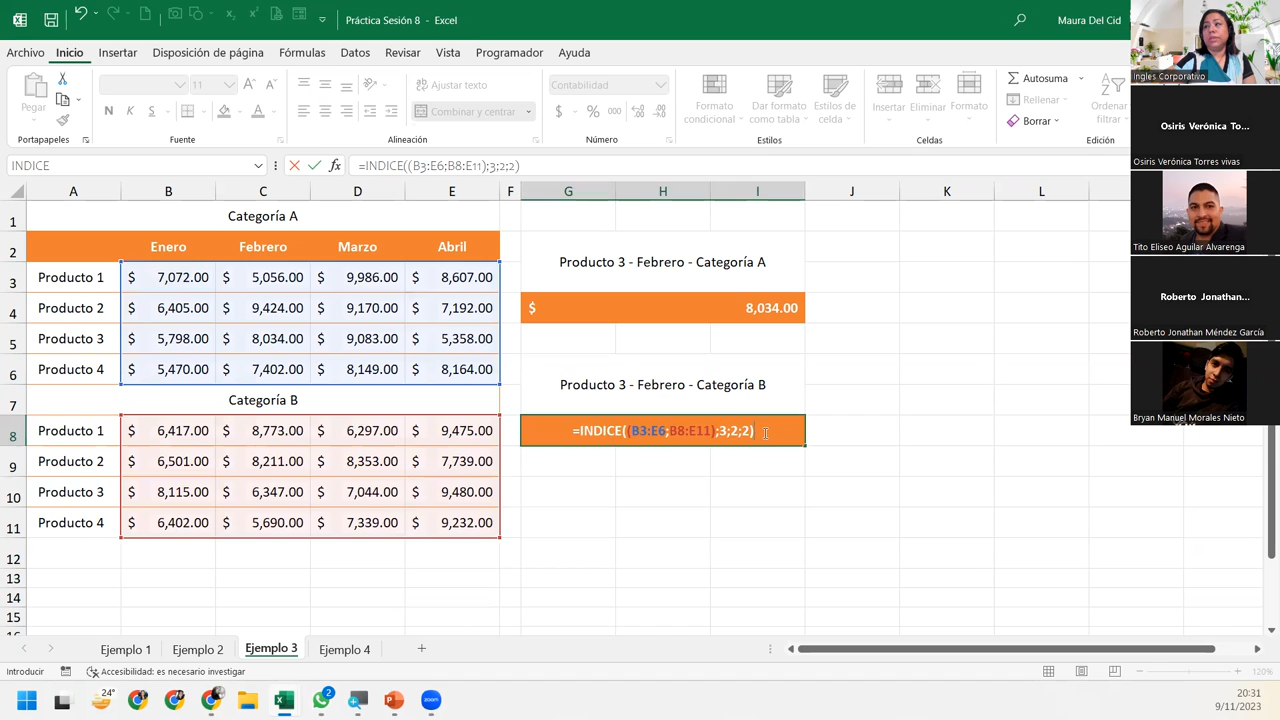 Práctica Sesión 8 - Excel
Maura Del Cid
Archivo Inicio Insertar Disposición de página Fórmulas Datos Revisar Vista Programador Ayuda
Pegar
11
Ajustar texto
Combinar y centrar
Contabilidad
Formato condicional
Dar formato como tabla
Estilos de celda
Insertar
Eliminar
Formato
Autosuma
Rellenar
Borrar
Ordenar
Portapapeles Fuente Alineación Número Estilos Celdas Edición
INDICE
=INDICE((B3:E6;B8:E11);3;2;2)
A B C D E F G H I J K L
1 Categoría A
2 Enero Febrero Marzo Abril
3 Producto 1 $ 7,072.00 $ 5,056.00 $ 9,986.00 $ 8,607.00
Producto 3 - Febrero - Categoría A
4 Producto 2 $ 6,405.00 $ 9,424.00 $ 9,170.00 $ 7,192.00 $ 8,034.00
5 Producto 3 $ 5,798.00 $ 8,034.00 $ 9,083.00 $ 5,358.00
6 Producto 4 $ 5,470.00 $ 7,402.00 $ 8,149.00 $ 8,164.00
Producto 3 - Febrero - Categoría B
7 Categoría B
8 Producto 1 $ 6,417.00 $ 8,773.00 $ 6,297.00 $ 9,476.00 =INDICE((B3:E6;B8:E11);3;2;2)
9 Producto 2 $ 6,501.00 $ 8,211.00 $ 8,353.00 $ 7,739.00
10 Producto 3 $ 8,115.00 $ 6,347.00 $ 7,044.00 $ 9,480.00
11 Producto 4 $ 6,402.00 $ 5,690.00 $ 7,339.00 $ 9,232.00
12
13
14
15
16
Ejemplo 1 Ejemplo 2 Ejemplo 3 Ejemplo 4
Introducir
Accesibilidad: es necesario investigar
120%
24°
2
20:31
9/11/2023
Ingles Corporativo
Osiris Verónica To...
Osiris Verónica Torres vivas
Tito Eliseo Aguilar Alvarenga
Roberto Jonathan...
Roberto Jonathan Méndez García
Bryan Manuel Morales Nieto